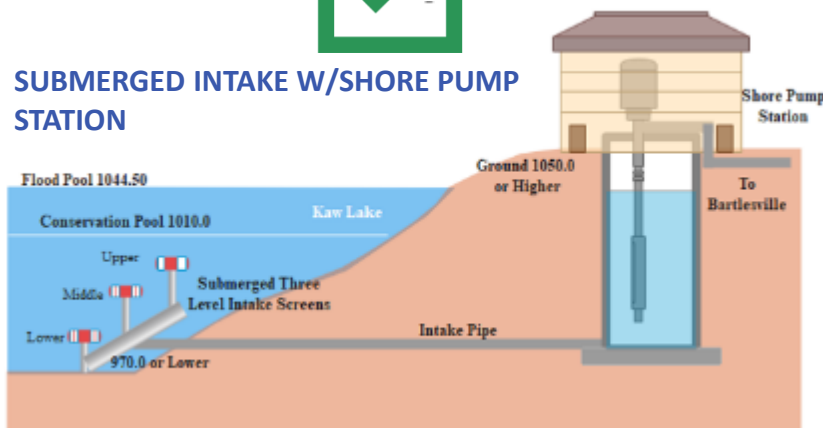 SUBMERGED INTAKE W/SHORE PUMP
STATION
Shore Pump
Station
Ground 1050.0
or Higher
Flood Pool 1044.50
To
Bartlesville
Kaw Lake
Conservation Pool 1010.0
Upper
Submerged Three
Level Intake Screens
Middle
Lower
Intake Pipe
970.0 or Lower